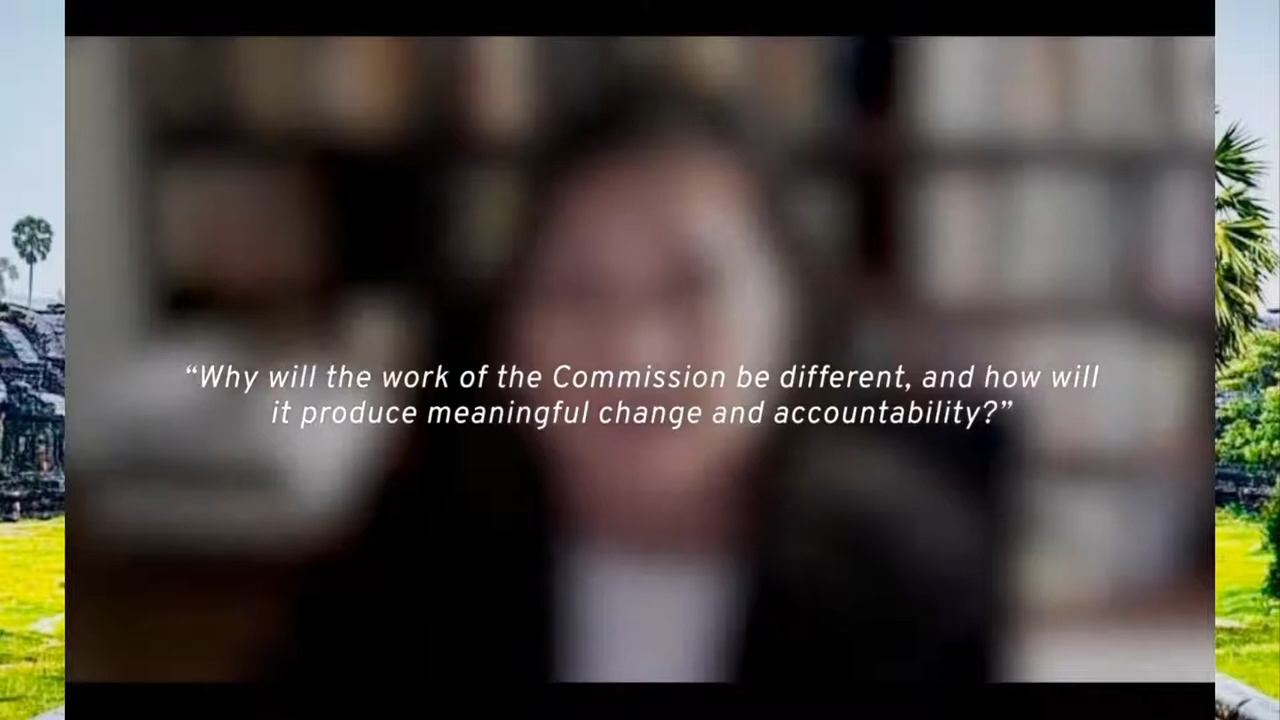 “Why will the work of the Commission be different, and how will
it produce meaningful change and accountability?”